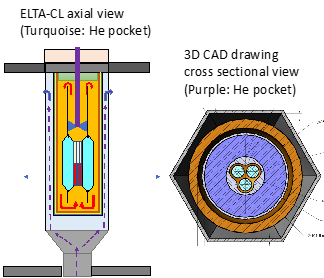 ELTA-CL axial view
(Turquoise: He pocket)
3D CAD drawing
cross sectional view
(Purple: He pocket)